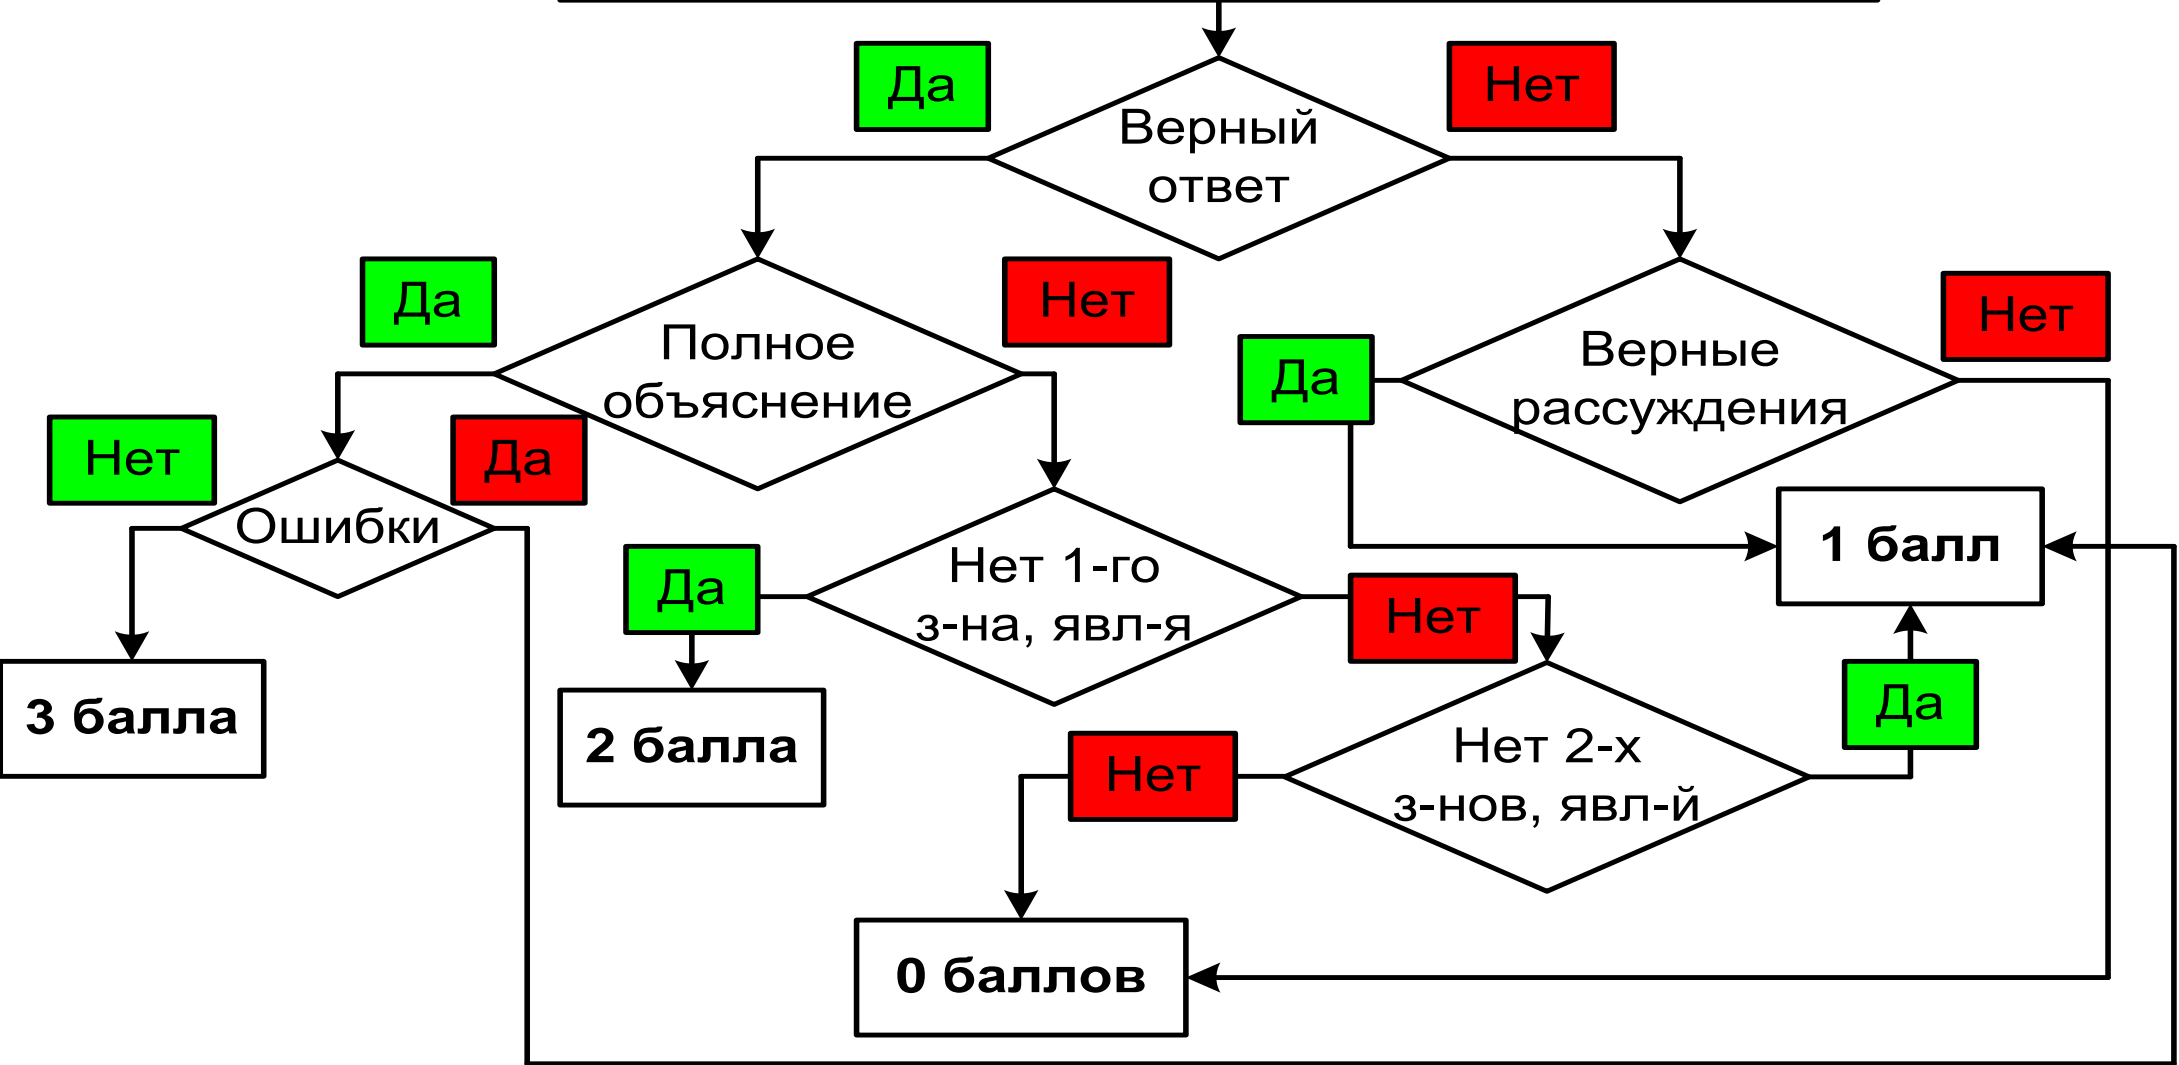 Да
Нет
Верный
ответ
Да
Нет
Нет
Полное
объяснение
Да
Верные
рассуждения
Нет
Да
Ошибки
1 балл
Да
Нет 1-го
з-на, явл-я
Нет
3 балла
2 балла
Да
Нет
Нет 2-х
з-нов, явл-й
0 баллов